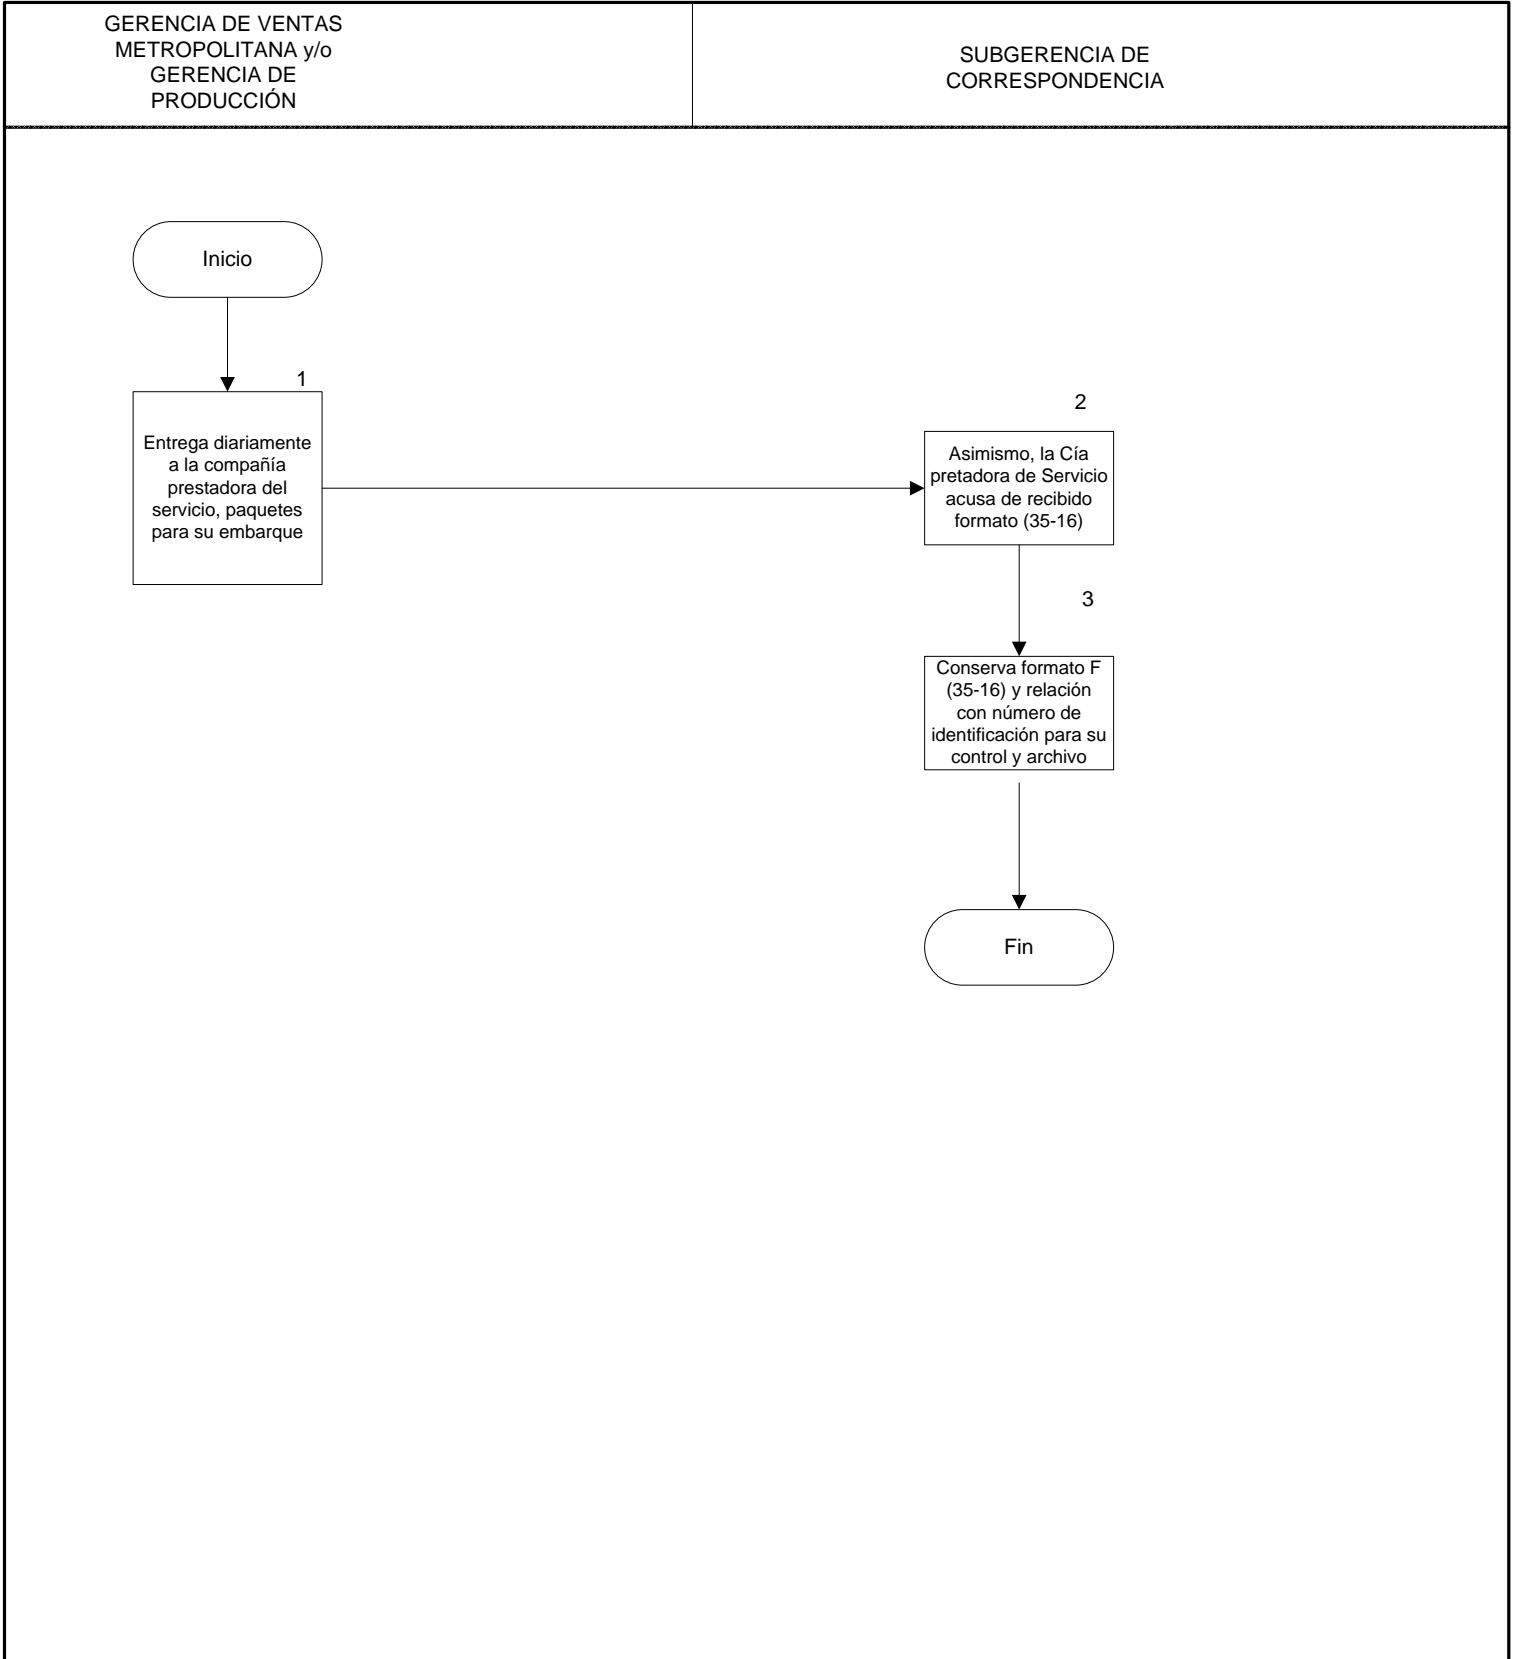 GERENCIA DE VENTAS
METROPOLITANA y/o
GERENCIA DE
PRODUCCIÓN
SUBGERENCIA DE
CORRESPONDENCIA
Inicio
1
Entrega diariamente
a la compañía
prestadora del
servicio, paquetes
para su embarque
2
Asimismo, la Cía
pretadora de Servicio
acusa de recibido
formato (35-16)
3
Conserva formato F
(35-16) y relación
con número de
identificación para su
control y archivo
Fin